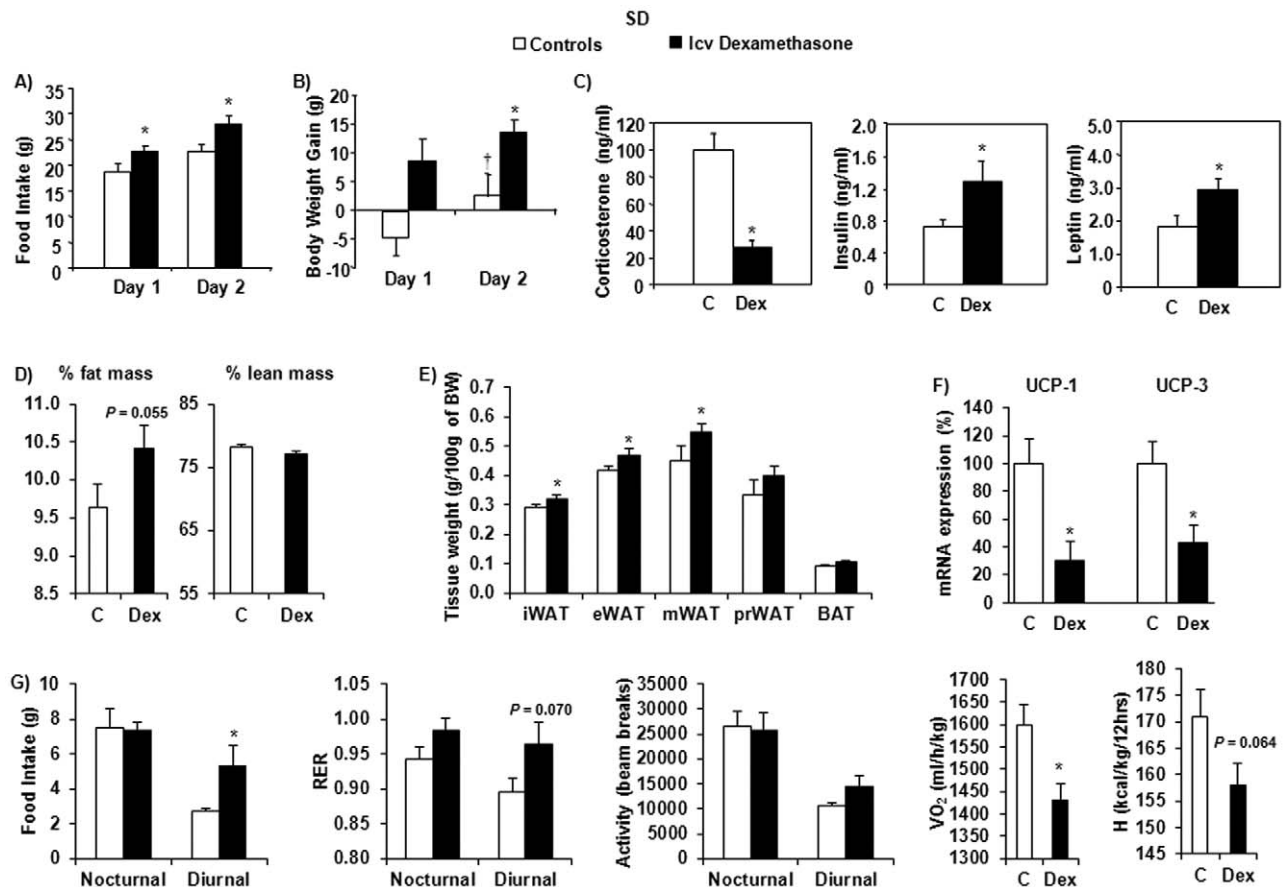 SD
Controls Icv Dexamethasone
A)
Food Intake (g)
35
30
25
20
15
10
5
0
* *
Day 1 Day 2
B)
Body Weight Gain (g)
20
15
10
5
0
-5
-10
† *
Day 1 Day 2
C)
Corticosterone (ng/ml)
120
100
80
60
40
20
0
*
C Dex
Insulin (ng/ml)
2.0
1.6
1.2
0.8
0.4
0
*
C Dex
Leptin (ng/ml)
5.0
4.0
3.0
2.0
1.0
0
*
C Dex
D)
% fat mass
11.0
10.5
10.0
9.5
9.0
8.5
P = 0.055
C Dex
% lean mass
85
75
65
55
C Dex
E)
Tissue weight (g/100g of BW)
0.7
0.6
0.5
0.4
0.3
0.2
0.1
0.0
* * *
iWAT eWAT mWAT prWAT BAT
F)
UCP-1 UCP-3
mRNA expression (%)
140
120
100
80
60
40
20
0
* *
C Dex C Dex
G)
Food Intake (g)
10
8
6
4
2
0
*
Nocturnal Diurnal
RER
1.05
1.00
0.95
0.90
0.85
0.80
P = 0.070
Nocturnal Diurnal
Activity (beam breaks)
35000
30000
25000
20000
15000
10000
5000
0
Nocturnal Diurnal
VO₂ (ml/h/kg)
1700
1600
1500
1400
1300
*
C Dex
H (kcal/kg/12hrs)
180
175
170
165
160
155
150
145
P = 0.064
C Dex